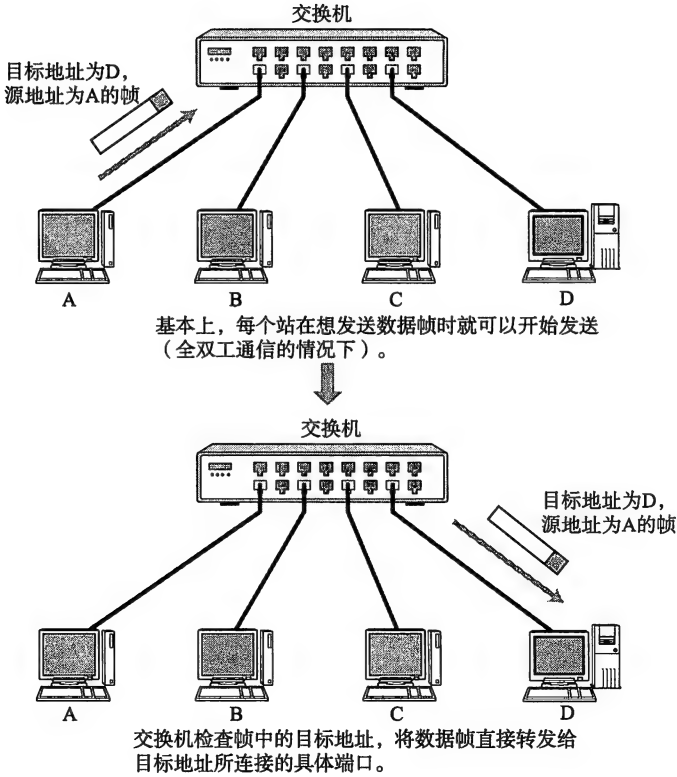 交换机
目标地址为D，
源地址为A的帧
A
B
C
D
基本上，每个站在想发送数据帧时就可以开始发送
（全双工通信的情况下）。
交换机
目标地址为D，
源地址为A的帧
A
B
C
D
交换机检查帧中的目标地址，将数据帧直接转发给
目标地址所连接的具体端口。